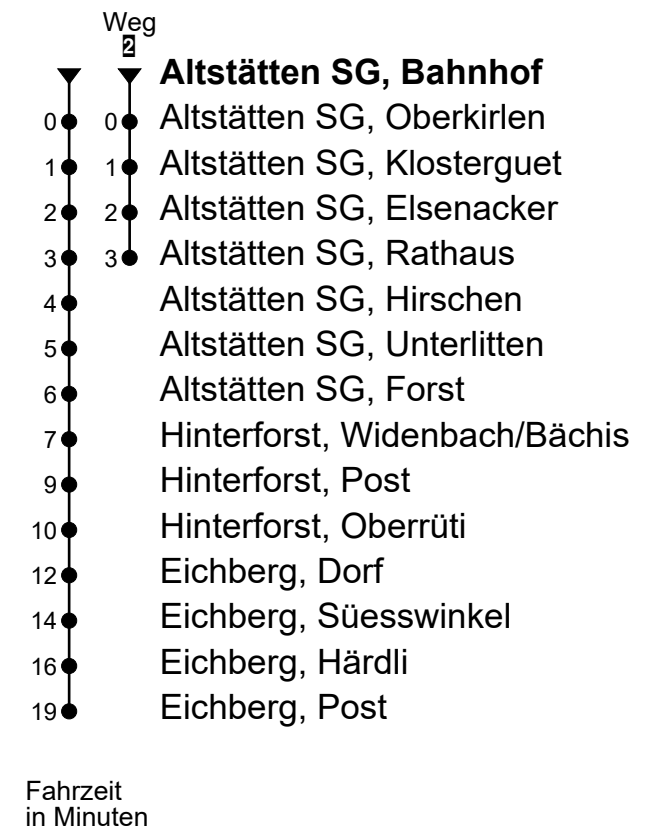 Weg
2
Altstätten SG, Bahnhof
0 0 Altstätten SG, Oberkirlen
1 1 Altstätten SG, Klosterguet
2 2 Altstätten SG, Elsenacker
3 3 Altstätten SG, Rathaus
4 Altstätten SG, Hirschen
5 Altstätten SG, Unterlitten
6 Altstätten SG, Forst
7 Hinterforst, Widenbach/Bächis
9 Hinterforst, Post
10 Hinterforst, Oberrüti
12 Eichberg, Dorf
14 Eichberg, Süesswinkel
16 Eichberg, Härdli
19 Eichberg, Post
Fahrzeit
in Minuten